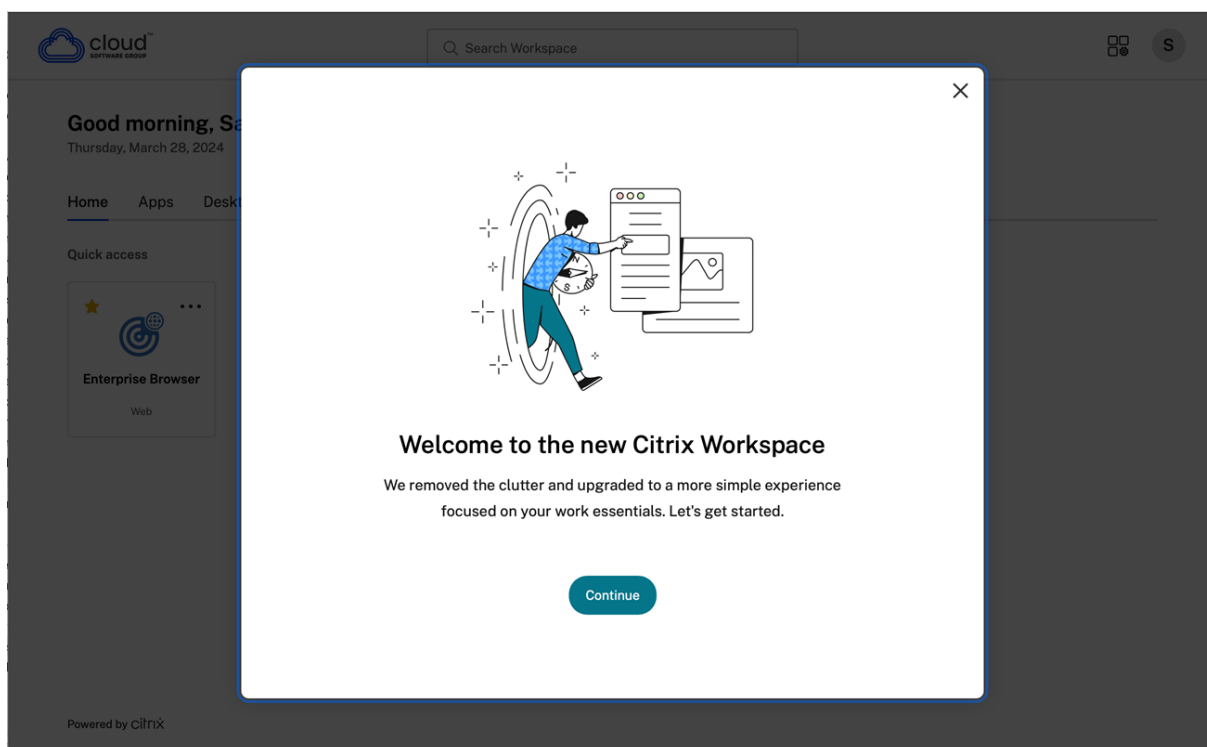 cloud™
SOFTWARE GROUP
Search Workspace
S
Good morning, Sa
Thursday, March 28, 2024
Home Apps Deskt
Quick access
Enterprise Browser
Web
N
S
Welcome to the new Citrix Workspace
We removed the clutter and upgraded to a more simple experience
focused on your work essentials. Let's get started.
Continue
Powered by citrix